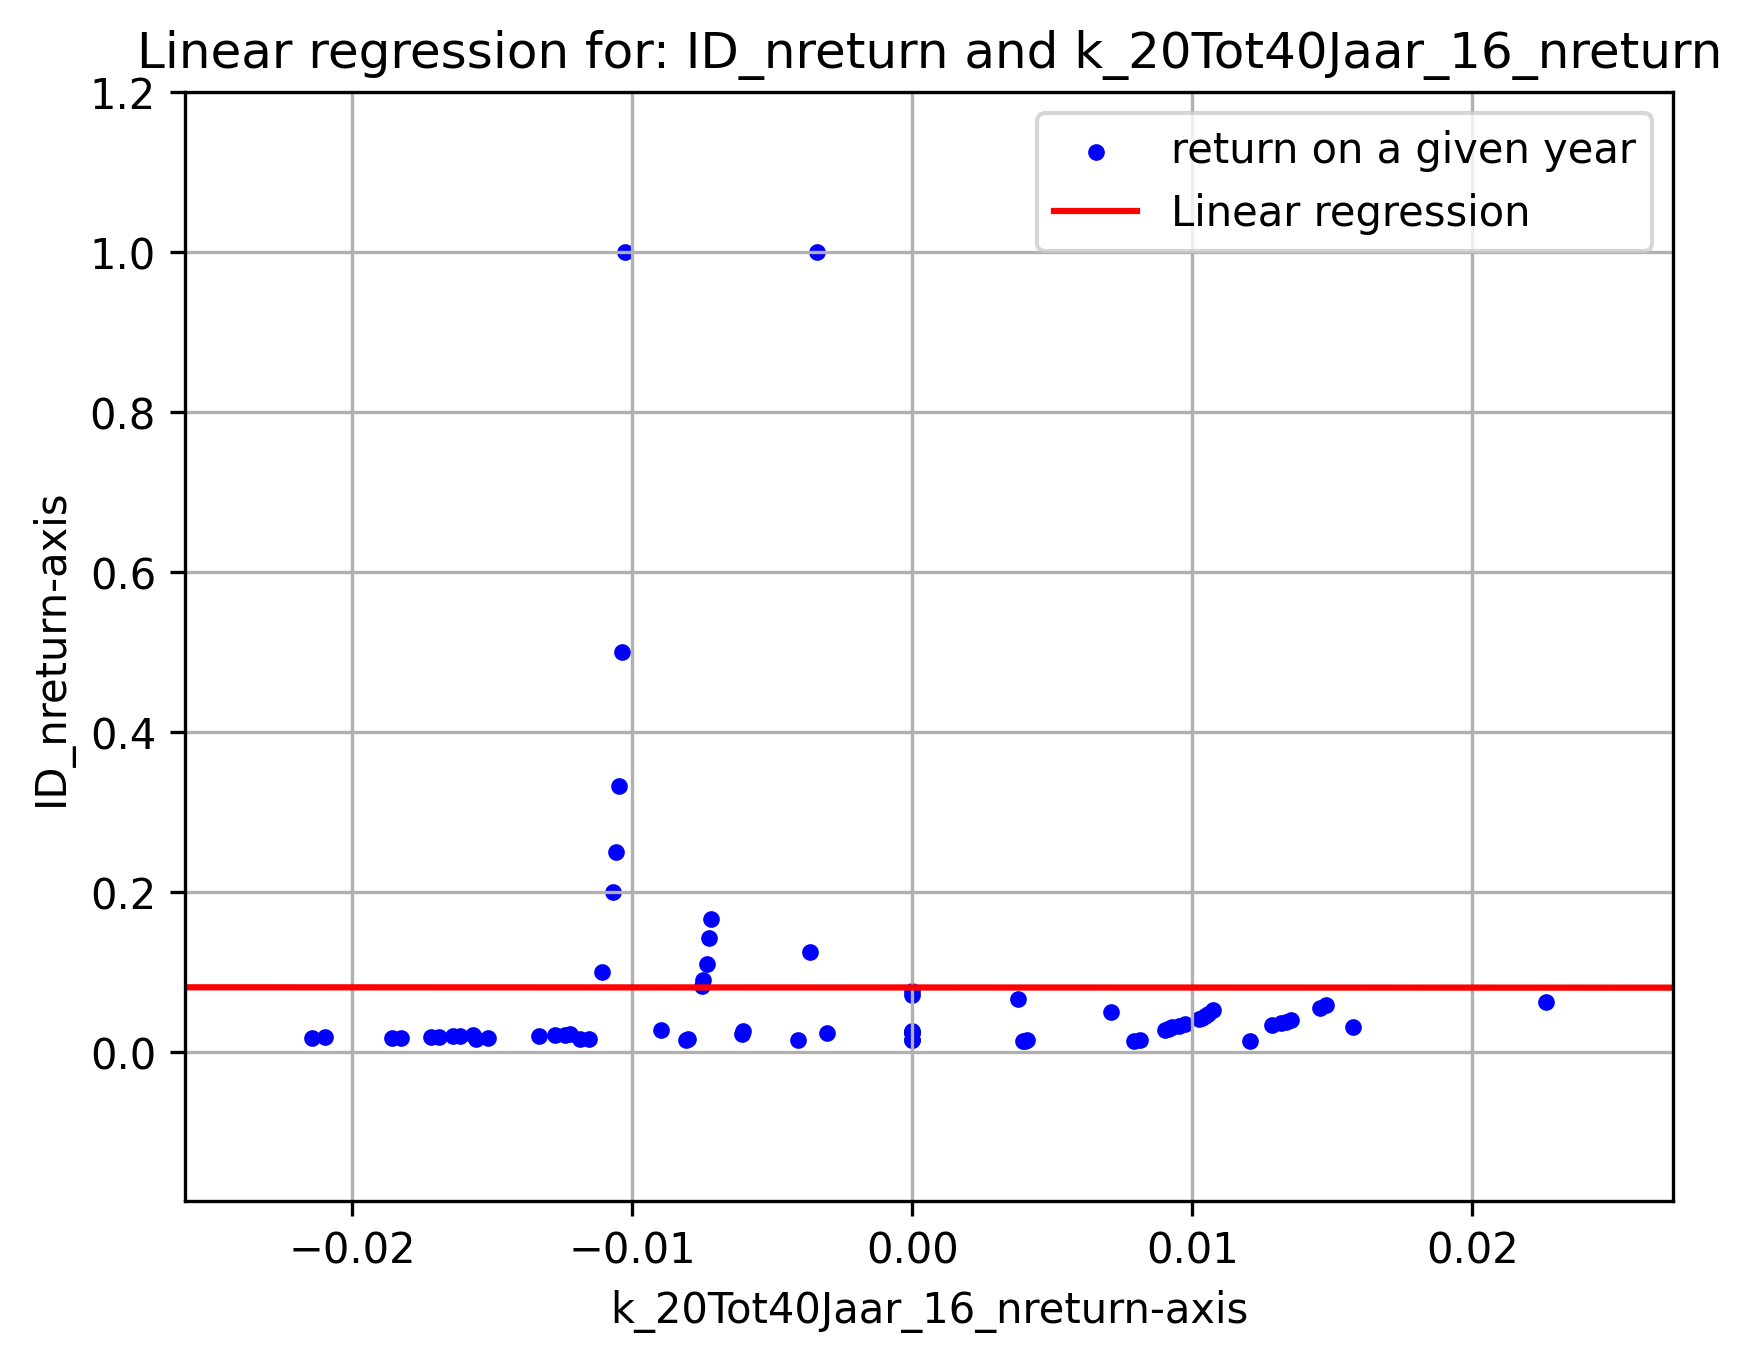 Linear regression for: ID_nreturn and k_20Tot40Jaar_16_nreturn
1.2
1.0
0.8
0.6
0.4
0.2
0.0
ID_nreturn-axis
return on a given year
Linear regression
−0.02
−0.01
0.00
0.01
0.02
k_20Tot40Jaar_16_nreturn-axis